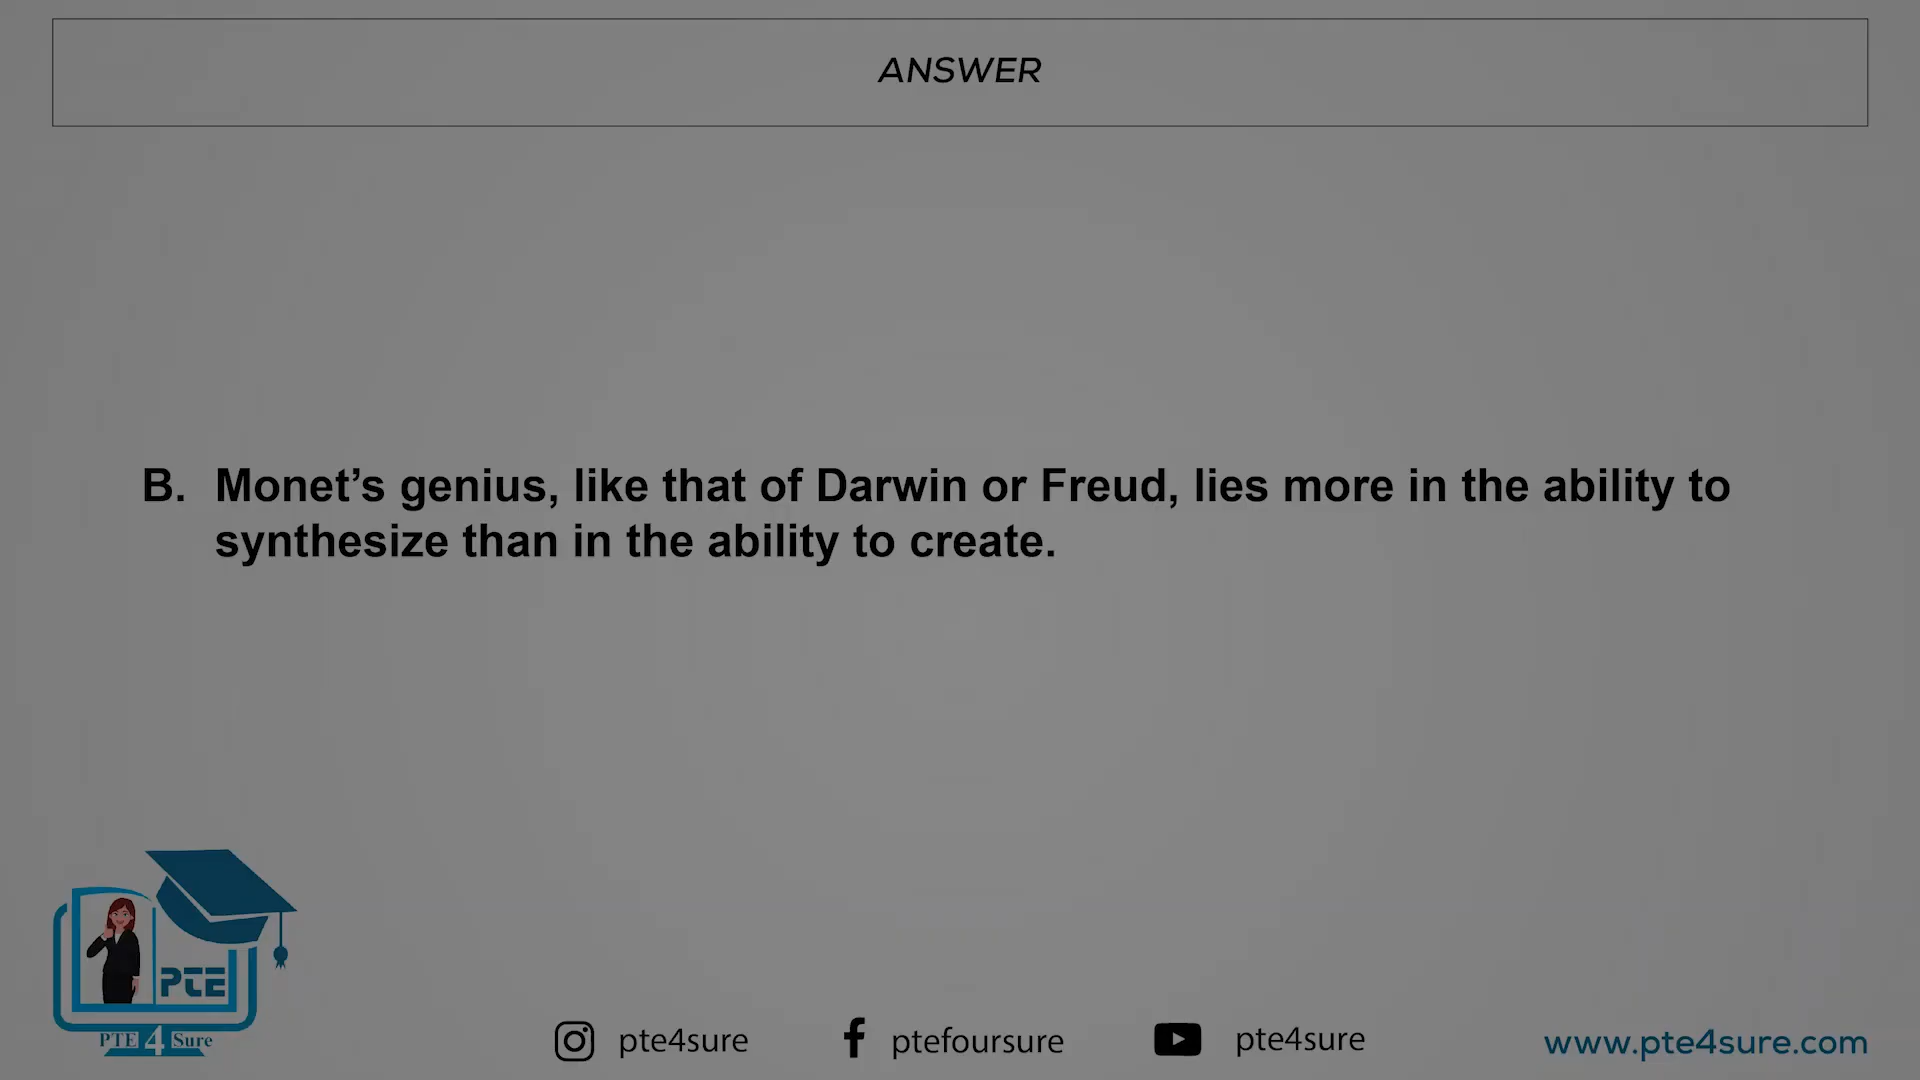 ANSWER
B. Monet’s genius, like that of Darwin or Freud, lies more in the ability to
synthesize than in the ability to create.
PTE
PTE 4 Sure
pte4sure
ptefoursure
pte4sure
www.pte4sure.com